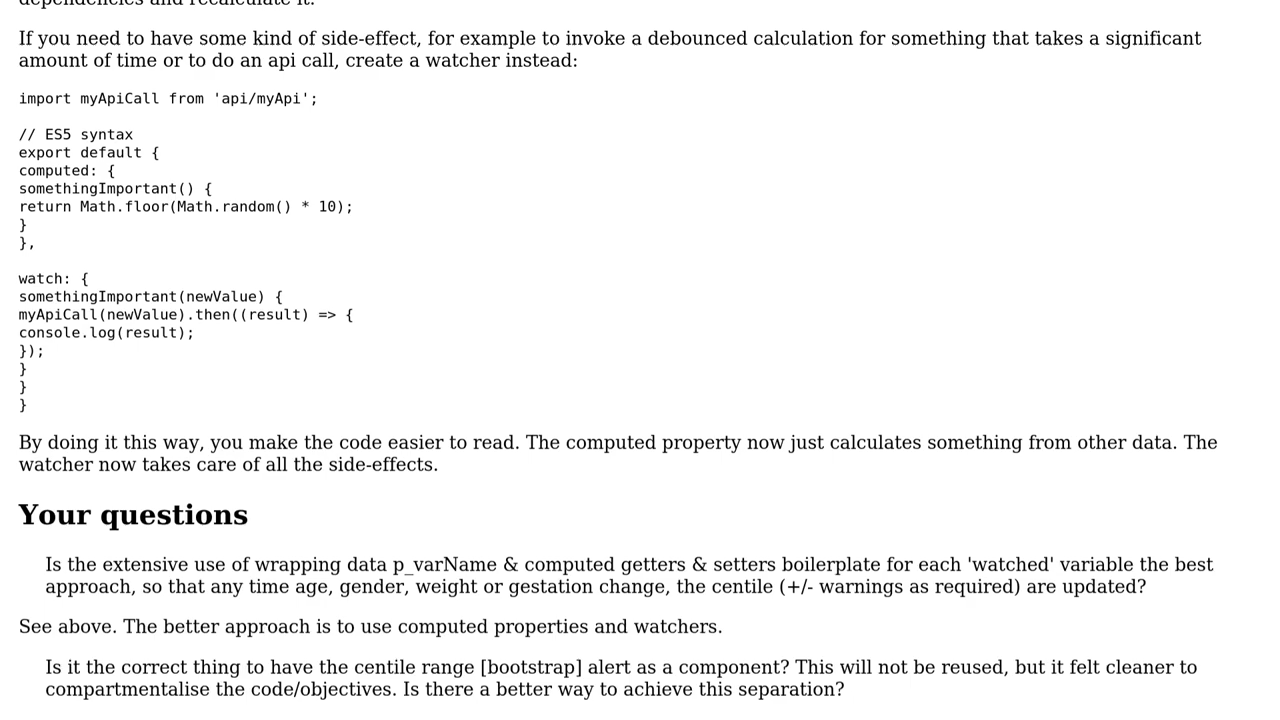 dependencies and recalculate it.
If you need to have some kind of side-effect, for example to invoke a debounced calculation for something that takes a significant
amount of time or to do an api call, create a watcher instead:
import myApiCall from 'api/myApi';
// ES5 syntax
export default {
computed: {
somethingImportant() {
return Math.floor(Math.random() * 10);
}
},
watch: {
somethingImportant(newValue) {
myApiCall(newValue).then((result) => {
console.log(result);
});
}
}
}
By doing it this way, you make the code easier to read. The computed property now just calculates something from other data. The
watcher now takes care of all the side-effects.
Your questions
Is the extensive use of wrapping data p_varName & computed getters & setters boilerplate for each 'watched' variable the best
approach, so that any time age, gender, weight or gestation change, the centile (+/- warnings as required) are updated?
See above. The better approach is to use computed properties and watchers.
Is it the correct thing to have the centile range [bootstrap] alert as a component? This will not be reused, but it felt cleaner to
compartmentalise the code/objectives. Is there a better way to achieve this separation?